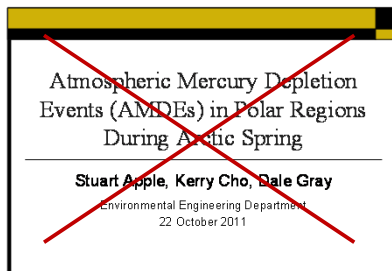 Atmospheric Mercury Depletion
Events (AMDEs) in Polar Regions
During Arctic Spring
Stuart Apple, Kerry Cho, Dale Gray
Environmental Engineering Department
22 October 2011